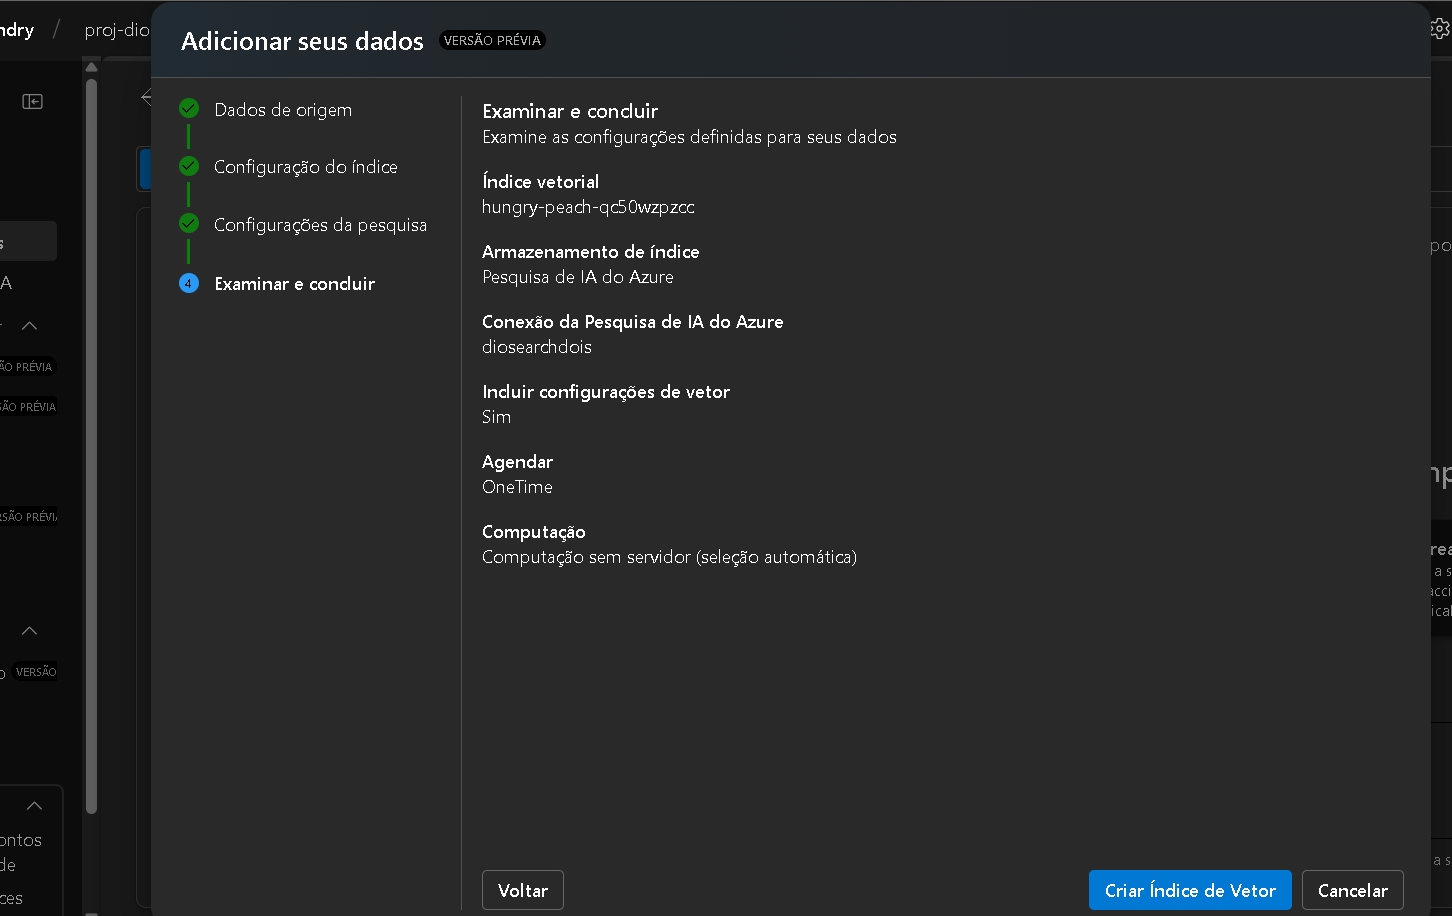 ndry / proj-dio
Adicionar seus dados VERSÃO PRÉVIA
Dados de origem
Configuração do índice
Configurações da pesquisa
4 Examinar e concluir
Examinar e concluir
Examine as configurações definidas para seus dados
Índice vetorial
hungry-peach-qc50wzpzcc
Armazenamento de índice
Pesquisa de IA do Azure
Conexão da Pesquisa de IA do Azure
diosearchdois
Incluir configurações de vetor
Sim
Agendar
OneTime
Computação
Computação sem servidor (seleção automática)
Voltar
Criar Índice de Vetor
Cancelar
s
A
ÃO PRÉVIA
SÃO PRÉVIA
RSÃO PRÉVI
o VERSÃO
ontos
de
ces
po
mp
rea
a s
acci
ical
a s